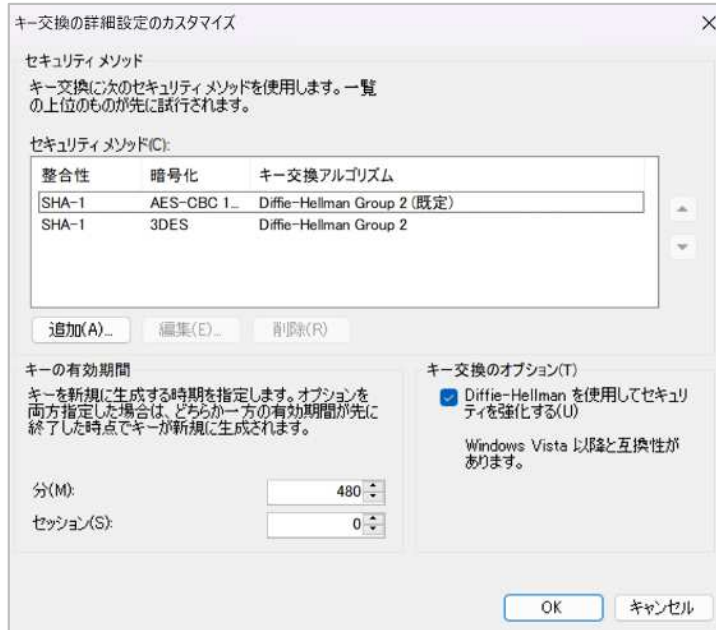 キー交換の詳細設定のカスタマイズ
セキュリティ メソッド
キー交換に次のセキュリティ メソッドを使用します。一覧
の上位のものが先に試行されます。
セキュリティ メソッド(C):
整合性 暗号化 キー交換アルゴリズム
SHA-1 AES-CBC 1... Diffie-Hellman Group 2 (既定)
SHA-1 3DES Diffie-Hellman Group 2
追加(A)... 編集(E)... 削除(R)
キーの有効期間
キーを新規に生成する時期を指定します。オプションを
両方指定した場合は、どちらか一方の有効期間が先に
終了した時点でキーが新規に生成されます。
分(M): 480
セッション(S): 0
キー交換のオプション(T)
Diffie-Hellman を使用してセキュリ
ティを強化する(U)
Windows Vista 以降と互換性が
あります。
OK キャンセル